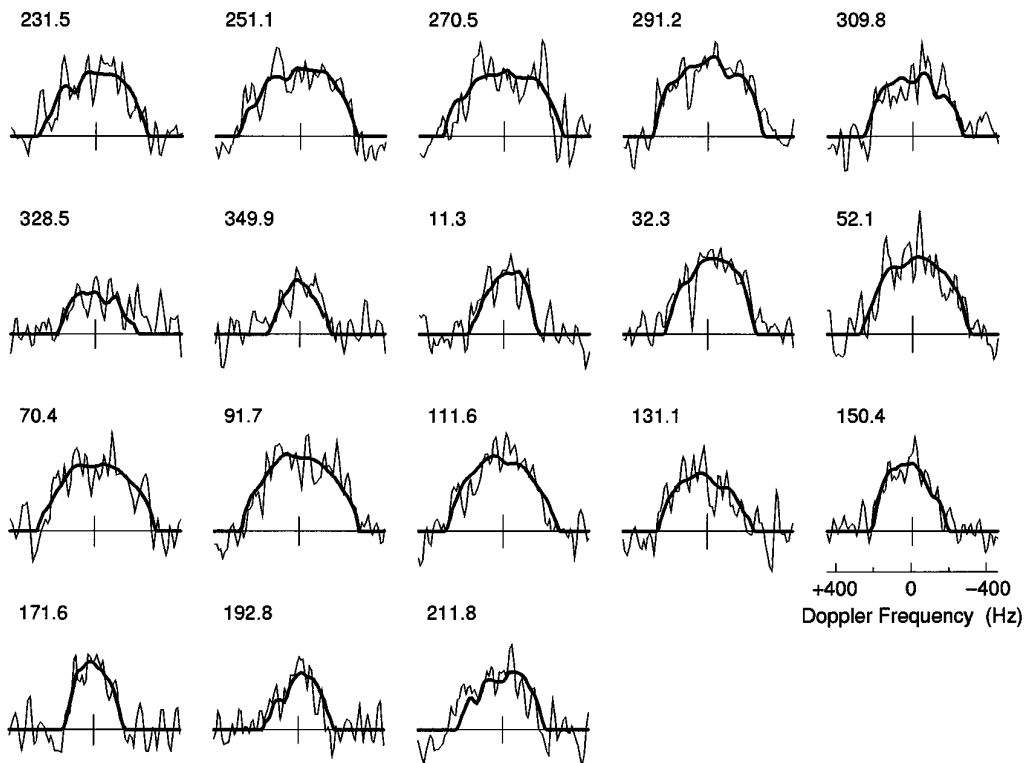 231.5 251.1 270.5 291.2 309.8
328.5 349.9 11.3 32.3 52.1
70.4 91.7 111.6 131.1 150.4
+400 0 −400
Doppler Frequency (Hz)
171.6 192.8 211.8